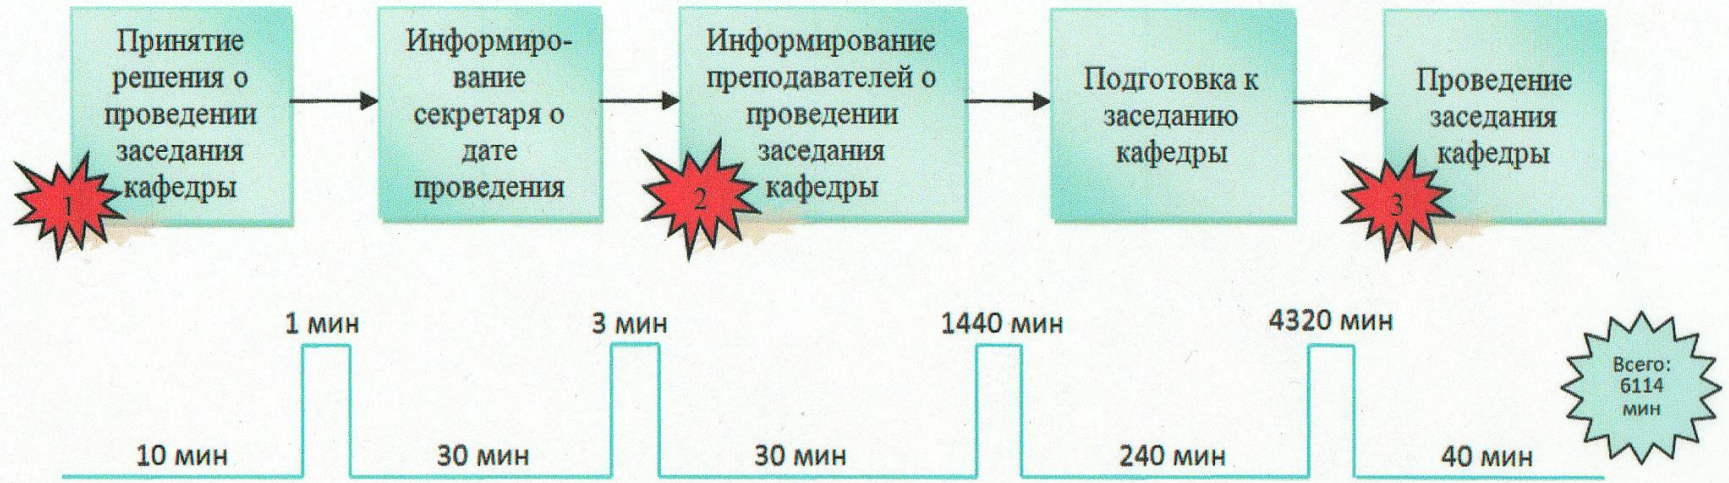 Принятие
решения о
проведении
заседания
кафедры
1
Информиро-
вание
секретаря о
дате
проведения
Информирование
преподавателей о
проведении
заседания
кафедры
2
Подготовка к
заседанию
кафедры
Проведение
заседания
кафедры
3
1 мин
3 мин
1440 мин
4320 мин
10 мин
30 мин
30 мин
240 мин
40 мин
Всего:
6114
мин